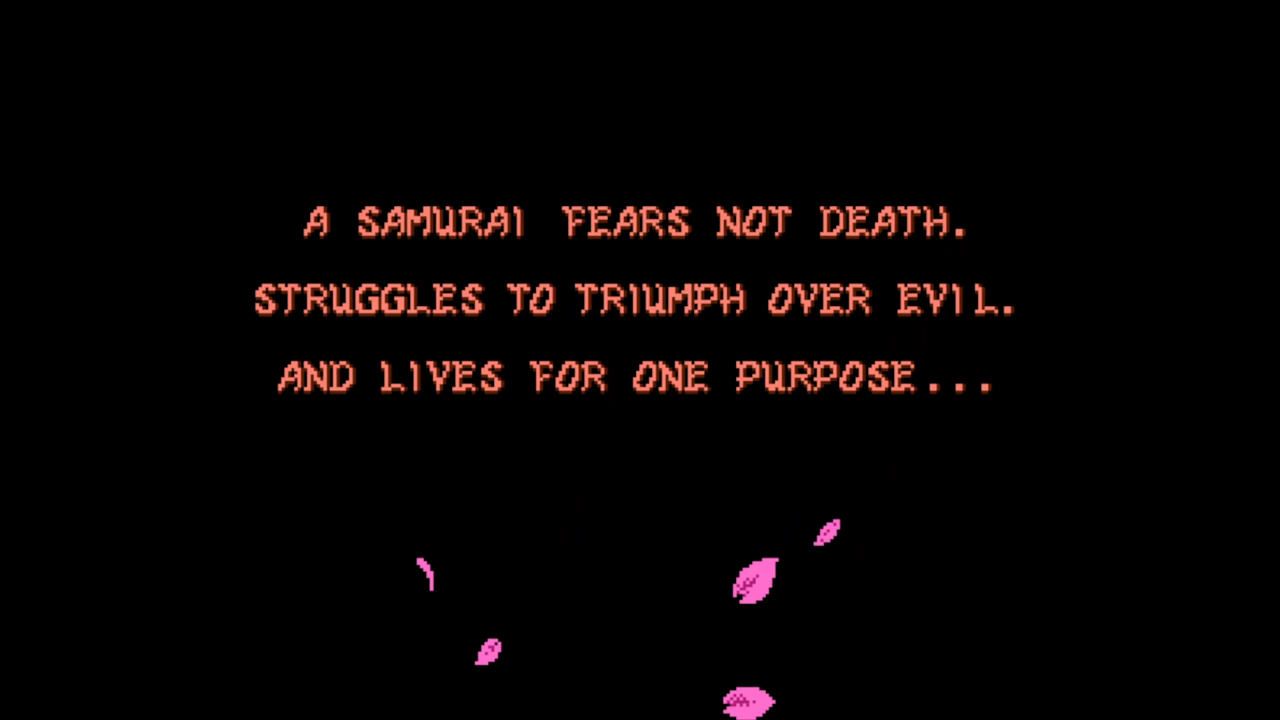 A SAMURAI FEARS NOT DEATH.
STRUGGLES TO TRIUMPH OVER EVIL.
AND LIVES FOR ONE PURPOSE...